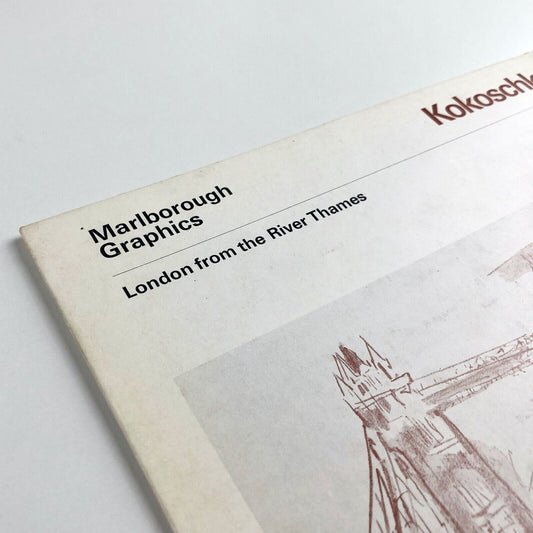 Kokoschk
Marlborough
Graphics
London from the River Thames